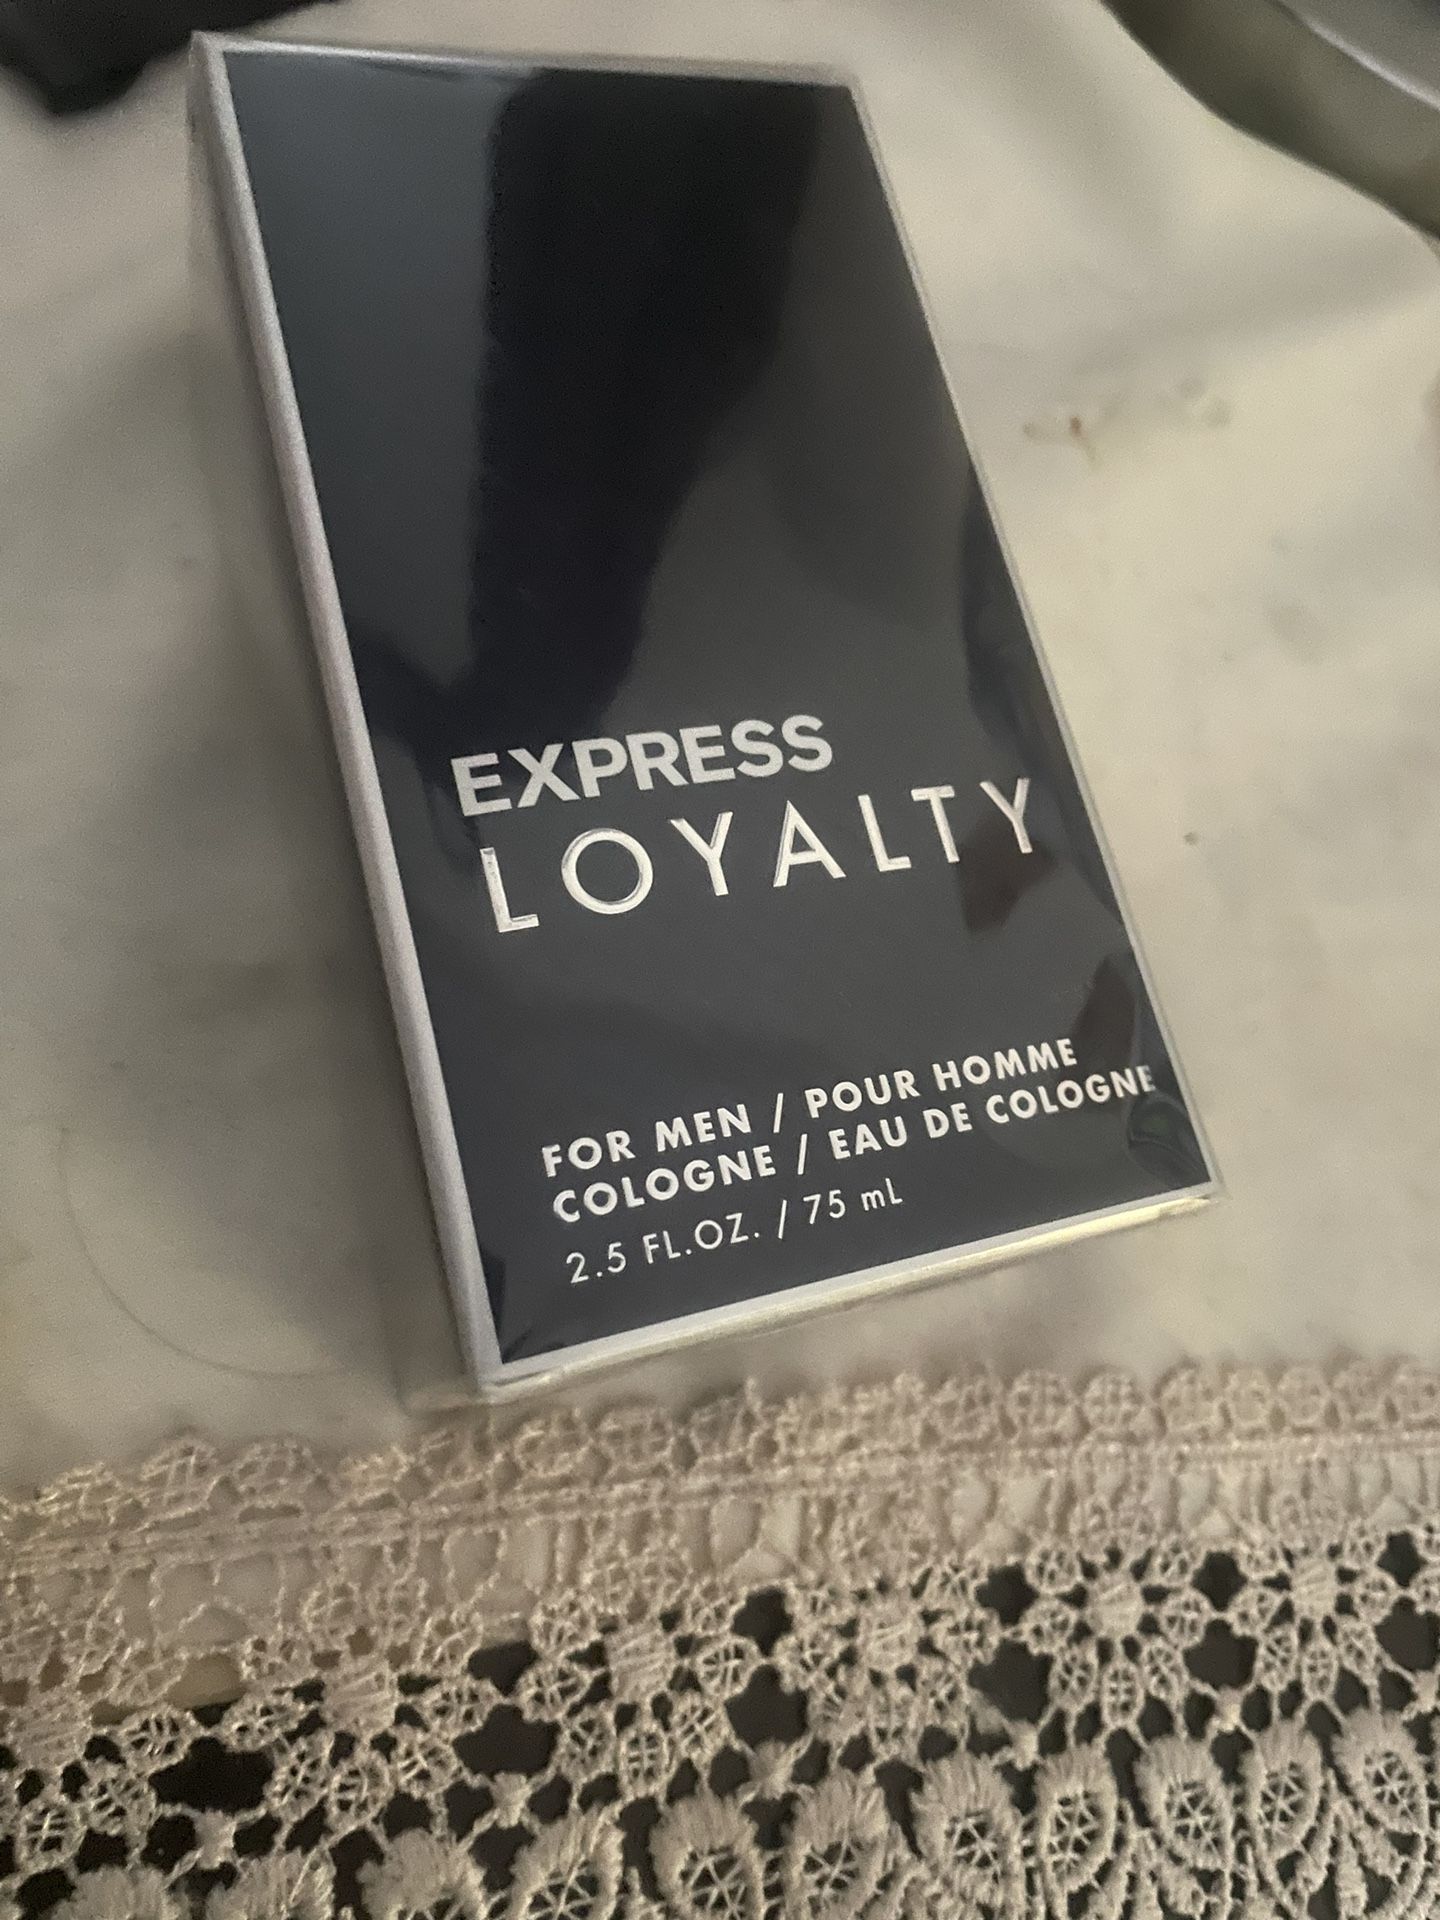 EXPRESS
LOYALTY
FOR MEN / POUR HOMME
COLOGNE / EAU DE COLOGNE
2.5 FL.OZ. / 75 mL